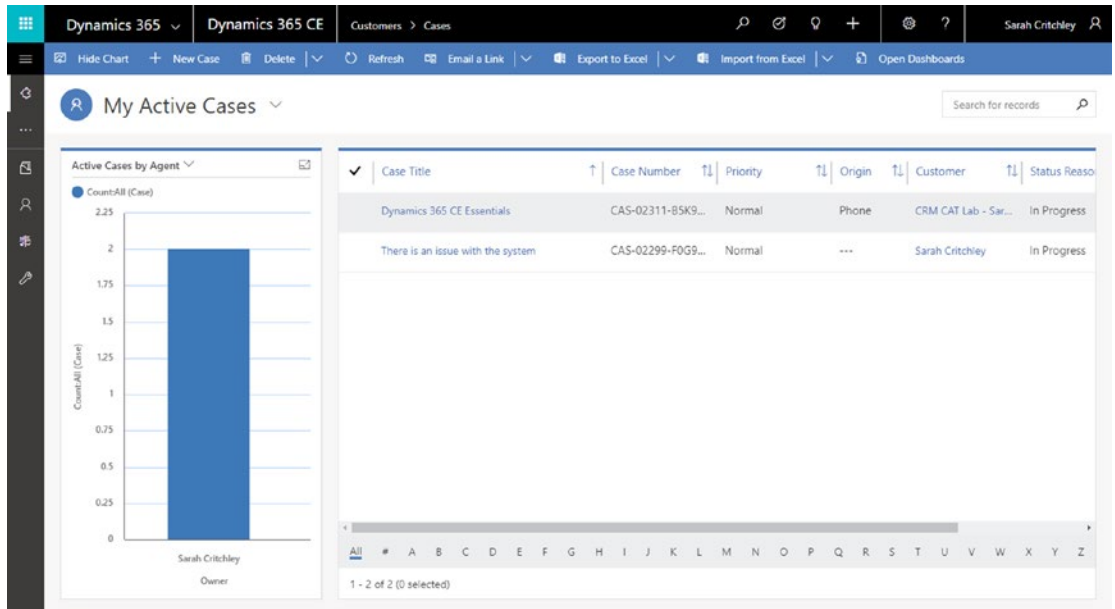 Dynamics 365 Dynamics 365 CE Customers > Cases Sarah Critchley
Hide Chart New Case Delete Refresh Email a Link Export to Excel Import from Excel Open Dashboards
My Active Cases
Search for records
Active Cases by Agent
Count:All (Case)
2.25
2
1.75
1.5
1.25
1
0.75
0.5
0.25
0
Count:All (Case)
Sarah Critchley
Owner
Case Title Case Number Priority Origin Customer Status Reaso
Dynamics 365 CE Essentials CAS-02311-B5K9... Normal Phone CRM CAT Lab - Sar... In Progress
There is an issue with the system CAS-02299-F0G9... Normal --- Sarah Critchley In Progress
All # A B C D E F G H I J K L M N O P Q R S T U V W X Y Z
1 - 2 of 2 (0 selected)